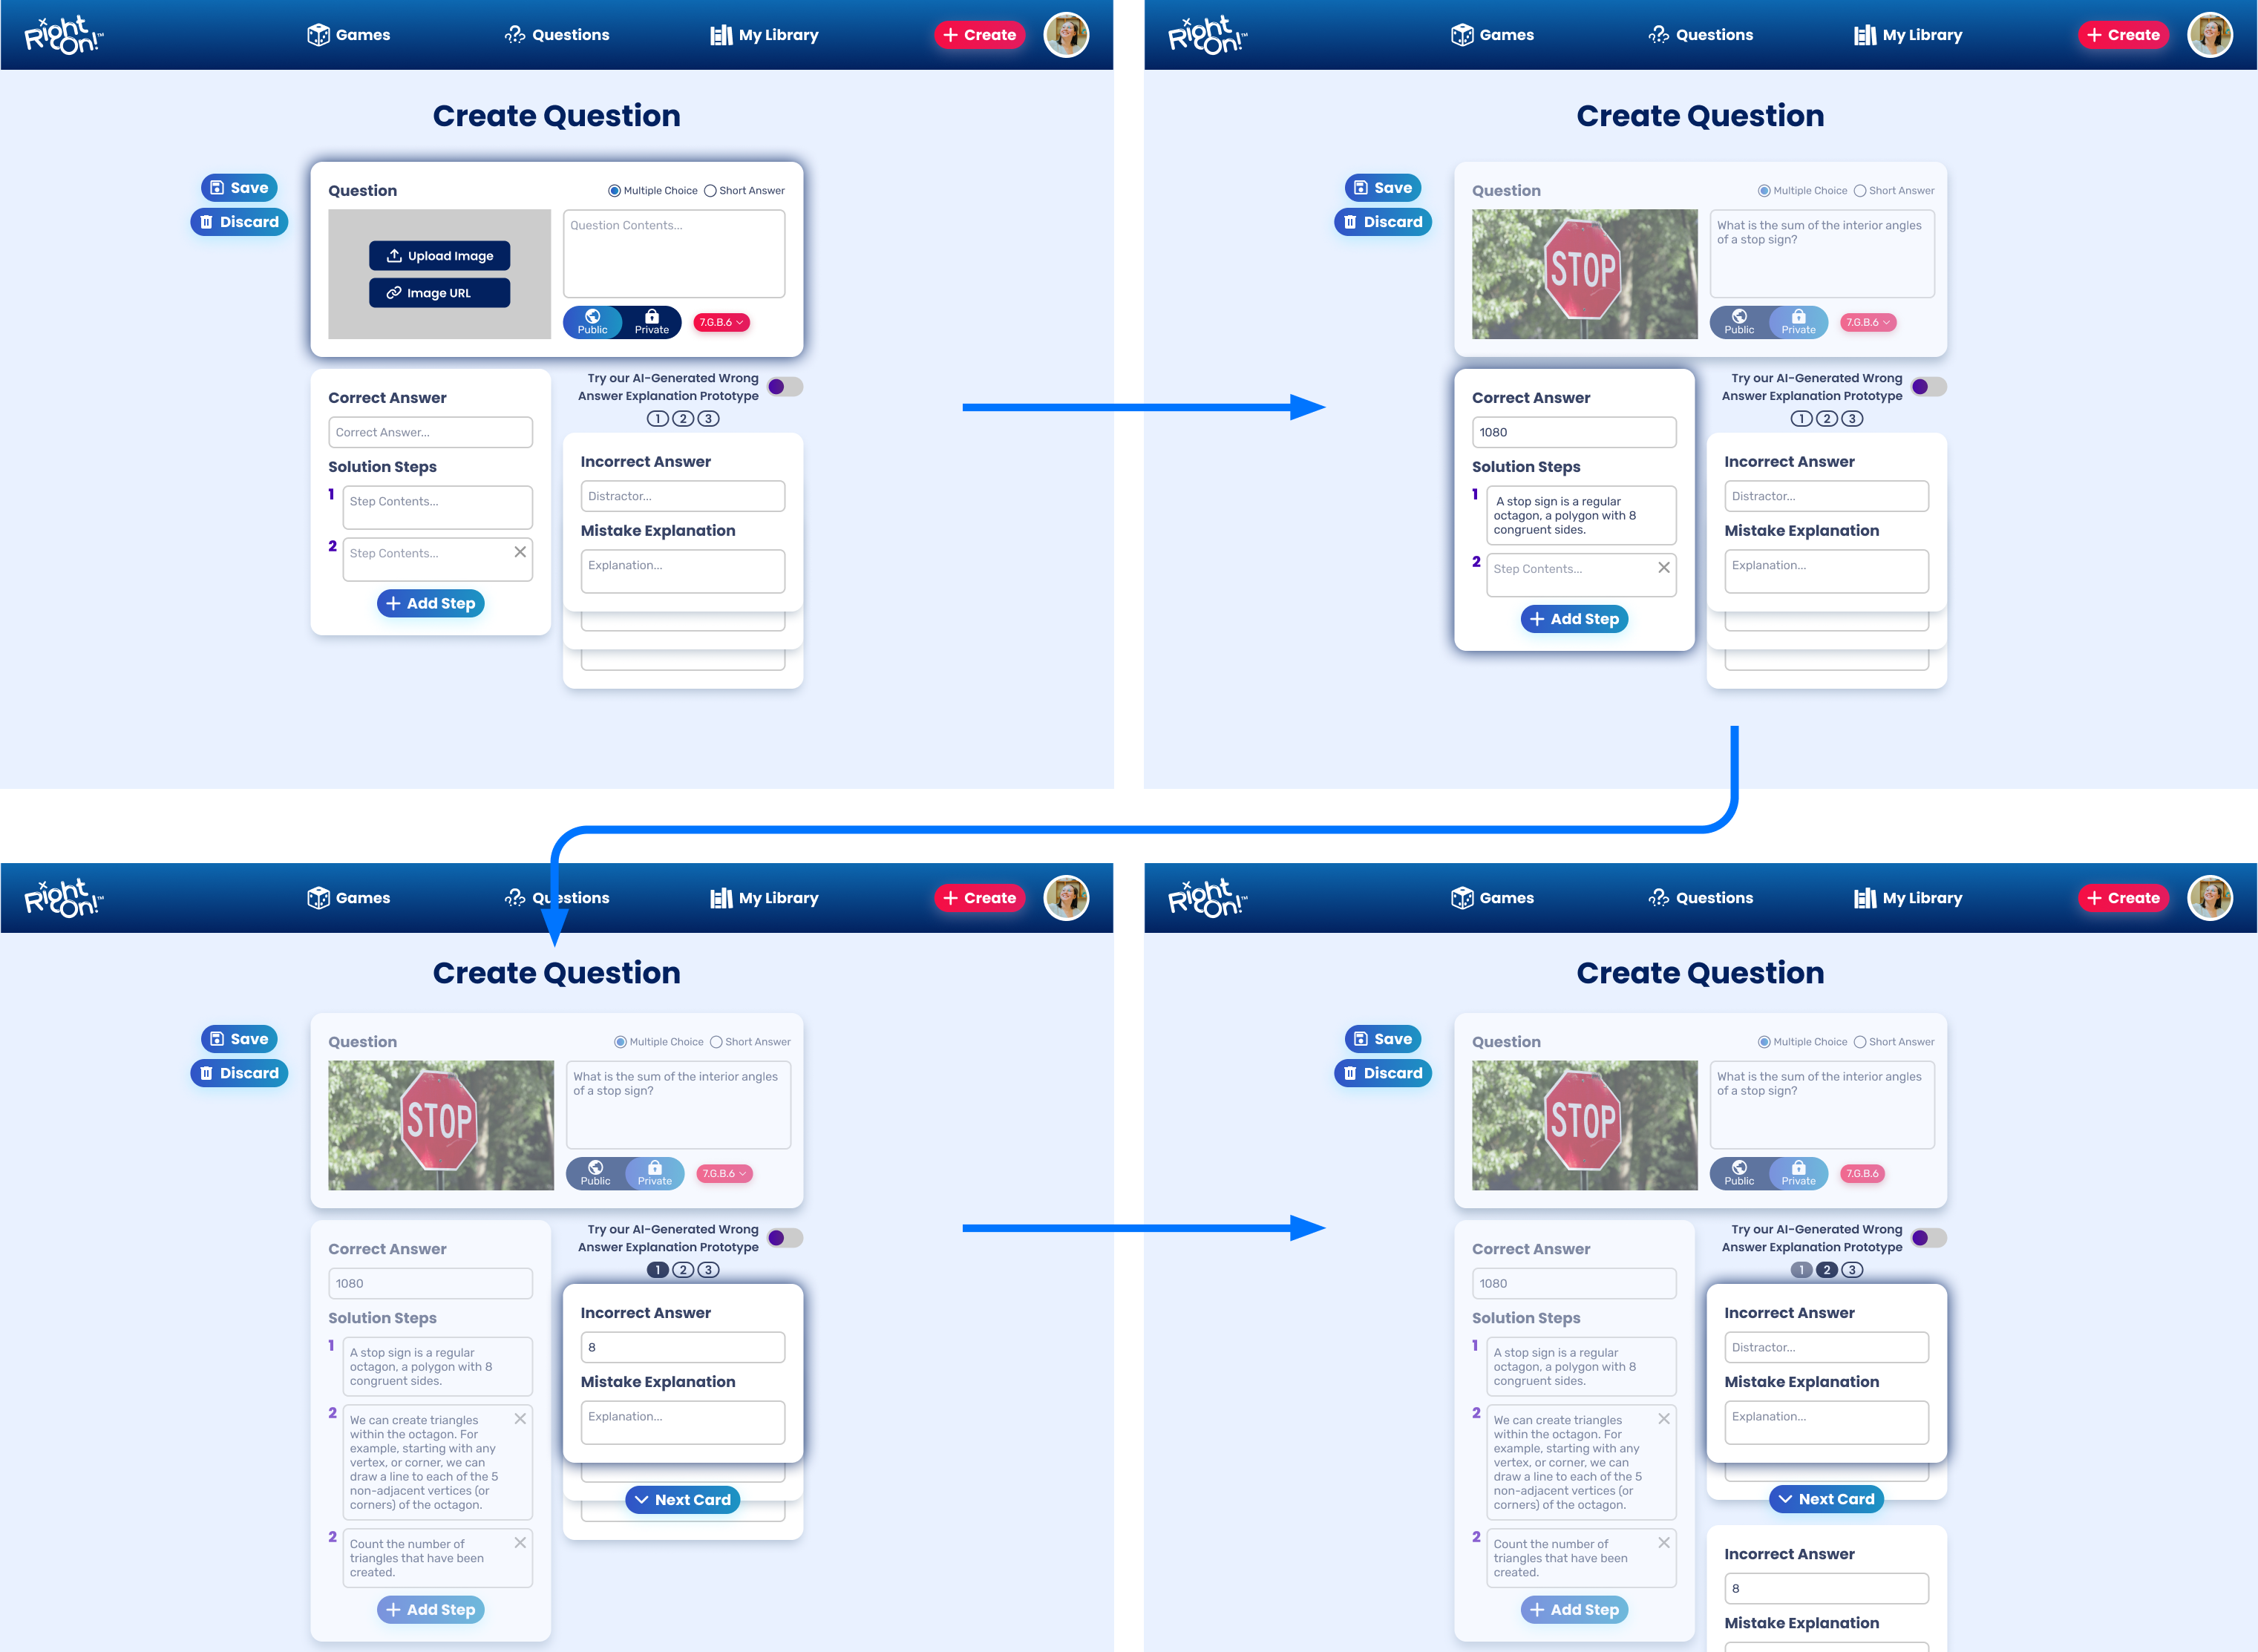 Right On!™
Games
Questions
My Library
+ Create
Create Question
Save
Discard
Question
Multiple Choice
Short Answer
Upload Image
Image URL
Question Contents...
Public
Private
7.G.B.6
Correct Answer
Correct Answer...
Solution Steps
1
Step Contents...
2
Step Contents...
+ Add Step
Try our AI-Generated Wrong
Answer Explanation Prototype
1 2 3
Incorrect Answer
Distractor...
Mistake Explanation
Explanation...
Right On!™
Games
Questions
My Library
+ Create
Create Question
Save
Discard
Question
Multiple Choice
Short Answer
STOP
What is the sum of the interior angles
of a stop sign?
Public
Private
7.G.B.6
Correct Answer
1080
Solution Steps
1
A stop sign is a regular
octagon, a polygon with 8
congruent sides.
2
Step Contents...
+ Add Step
Try our AI-Generated Wrong
Answer Explanation Prototype
1 2 3
Incorrect Answer
Distractor...
Mistake Explanation
Explanation...
Right On!™
Games
Questions
My Library
+ Create
Create Question
Save
Discard
Question
Multiple Choice
Short Answer
STOP
What is the sum of the interior angles
of a stop sign?
Public
Private
7.G.B.6
Correct Answer
1080
Solution Steps
1
A stop sign is a regular
octagon, a polygon with 8
congruent sides.
2
We can create triangles
within the octagon. For
example, starting with any
vertex, or corner, we can
draw a line to each of the 5
non-adjacent vertices (or
corners) of the octagon.
2
Count the number of
triangles that have been
created.
+ Add Step
Try our AI-Generated Wrong
Answer Explanation Prototype
1 2 3
Incorrect Answer
8
Mistake Explanation
Explanation...
Next Card
Right On!™
Games
Questions
My Library
+ Create
Create Question
Save
Discard
Question
Multiple Choice
Short Answer
STOP
What is the sum of the interior angles
of a stop sign?
Public
Private
7.G.B.6
Correct Answer
1080
Solution Steps
1
A stop sign is a regular
octagon, a polygon with 8
congruent sides.
2
We can create triangles
within the octagon. For
example, starting with any
vertex, or corner, we can
draw a line to each of the 5
non-adjacent vertices (or
corners) of the octagon.
2
Count the number of
triangles that have been
created.
+ Add Step
Try our AI-Generated Wrong
Answer Explanation Prototype
1 2 3
Incorrect Answer
Distractor...
Mistake Explanation
Explanation...
Next Card
Incorrect Answer
8
Mistake Explanation